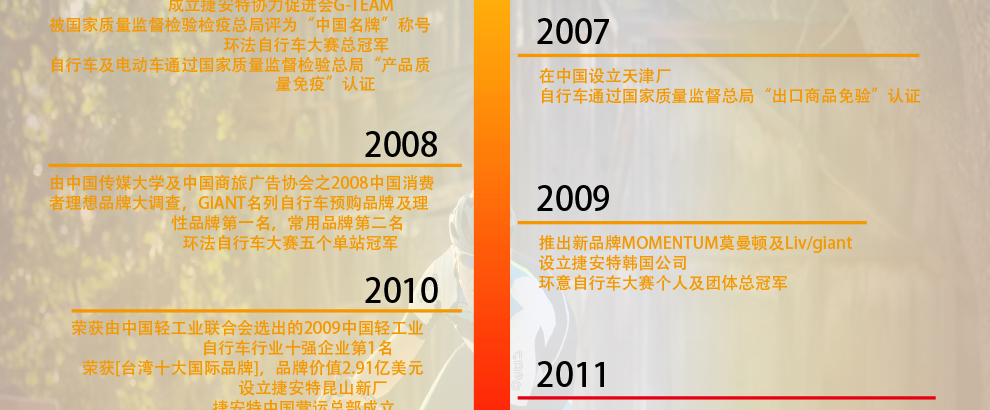 成立捷安特协力促进会G-TEAM
被国家质量监督检验检疫总局评为“中国名牌”称号
环法自行车大赛总冠军
自行车及电动车通过国家质量监督检验总局“产品质
量免疫”认证
2007
在中国设立天津厂
自行车通过国家质量监督总局“出口商品免验”认证
2008
由中国传媒大学及中国商旅广告协会之2008中国消费
者理想品牌大调查，GIANT名列自行车预购品牌及理
性品牌第一名，常用品牌第二名
环法自行车大赛五个单站冠军
2009
推出新品牌MOMENTUM莫曼顿及Liv/giant
设立捷安特韩国公司
环意自行车大赛个人及团体总冠军
2010
荣获由中国轻工业联合会选出的2009中国轻工业
自行车行业十强企业第1名
荣获[台湾十大国际品牌]，品牌价值2.91亿美元
设立捷安特昆山新厂
捷安特中国营运总部成立
2011